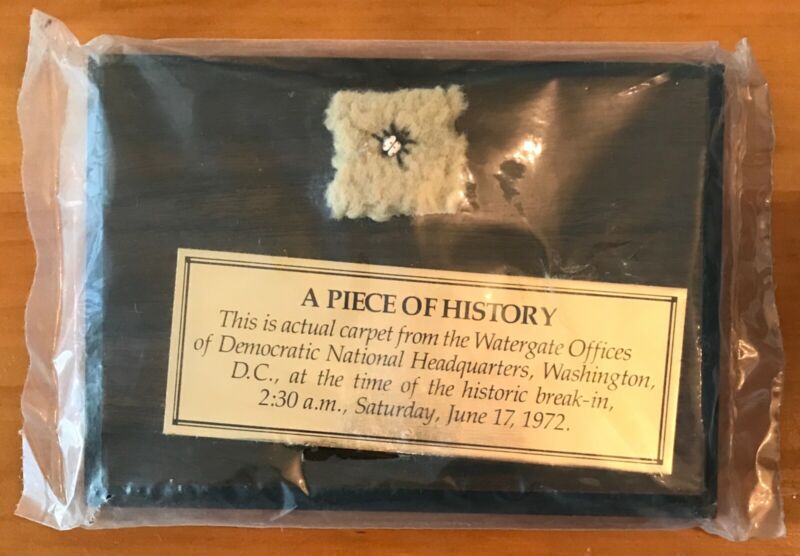 A PIECE OF HISTORY
This is actual carpet from the Watergate Offices
of Democratic National Headquarters, Washington,
D.C., at the time of the historic break-in,
2:30 a.m., Saturday, June 17, 1972.